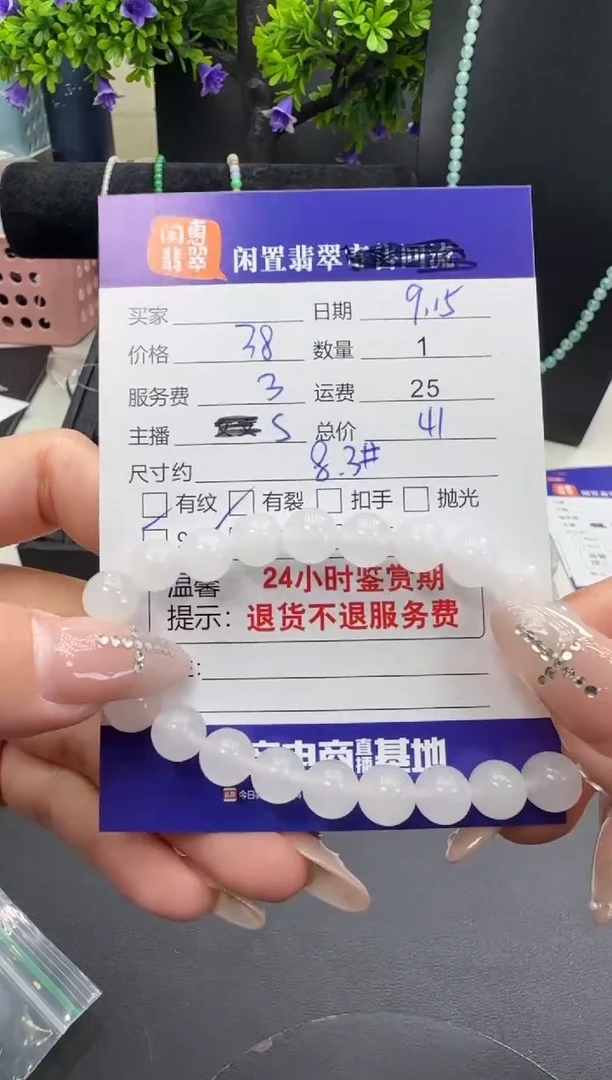 闲惠
翡翠
闲置翡翠
买家 日期 9.15
价格 38 数量 1
服务费 3 运费 25
主播 S 总价 41
尺寸约 8.3#
有纹 有裂 扣手 抛光
温馨 24小时鉴赏期
提示: 退货不退服务费
电商直播基地